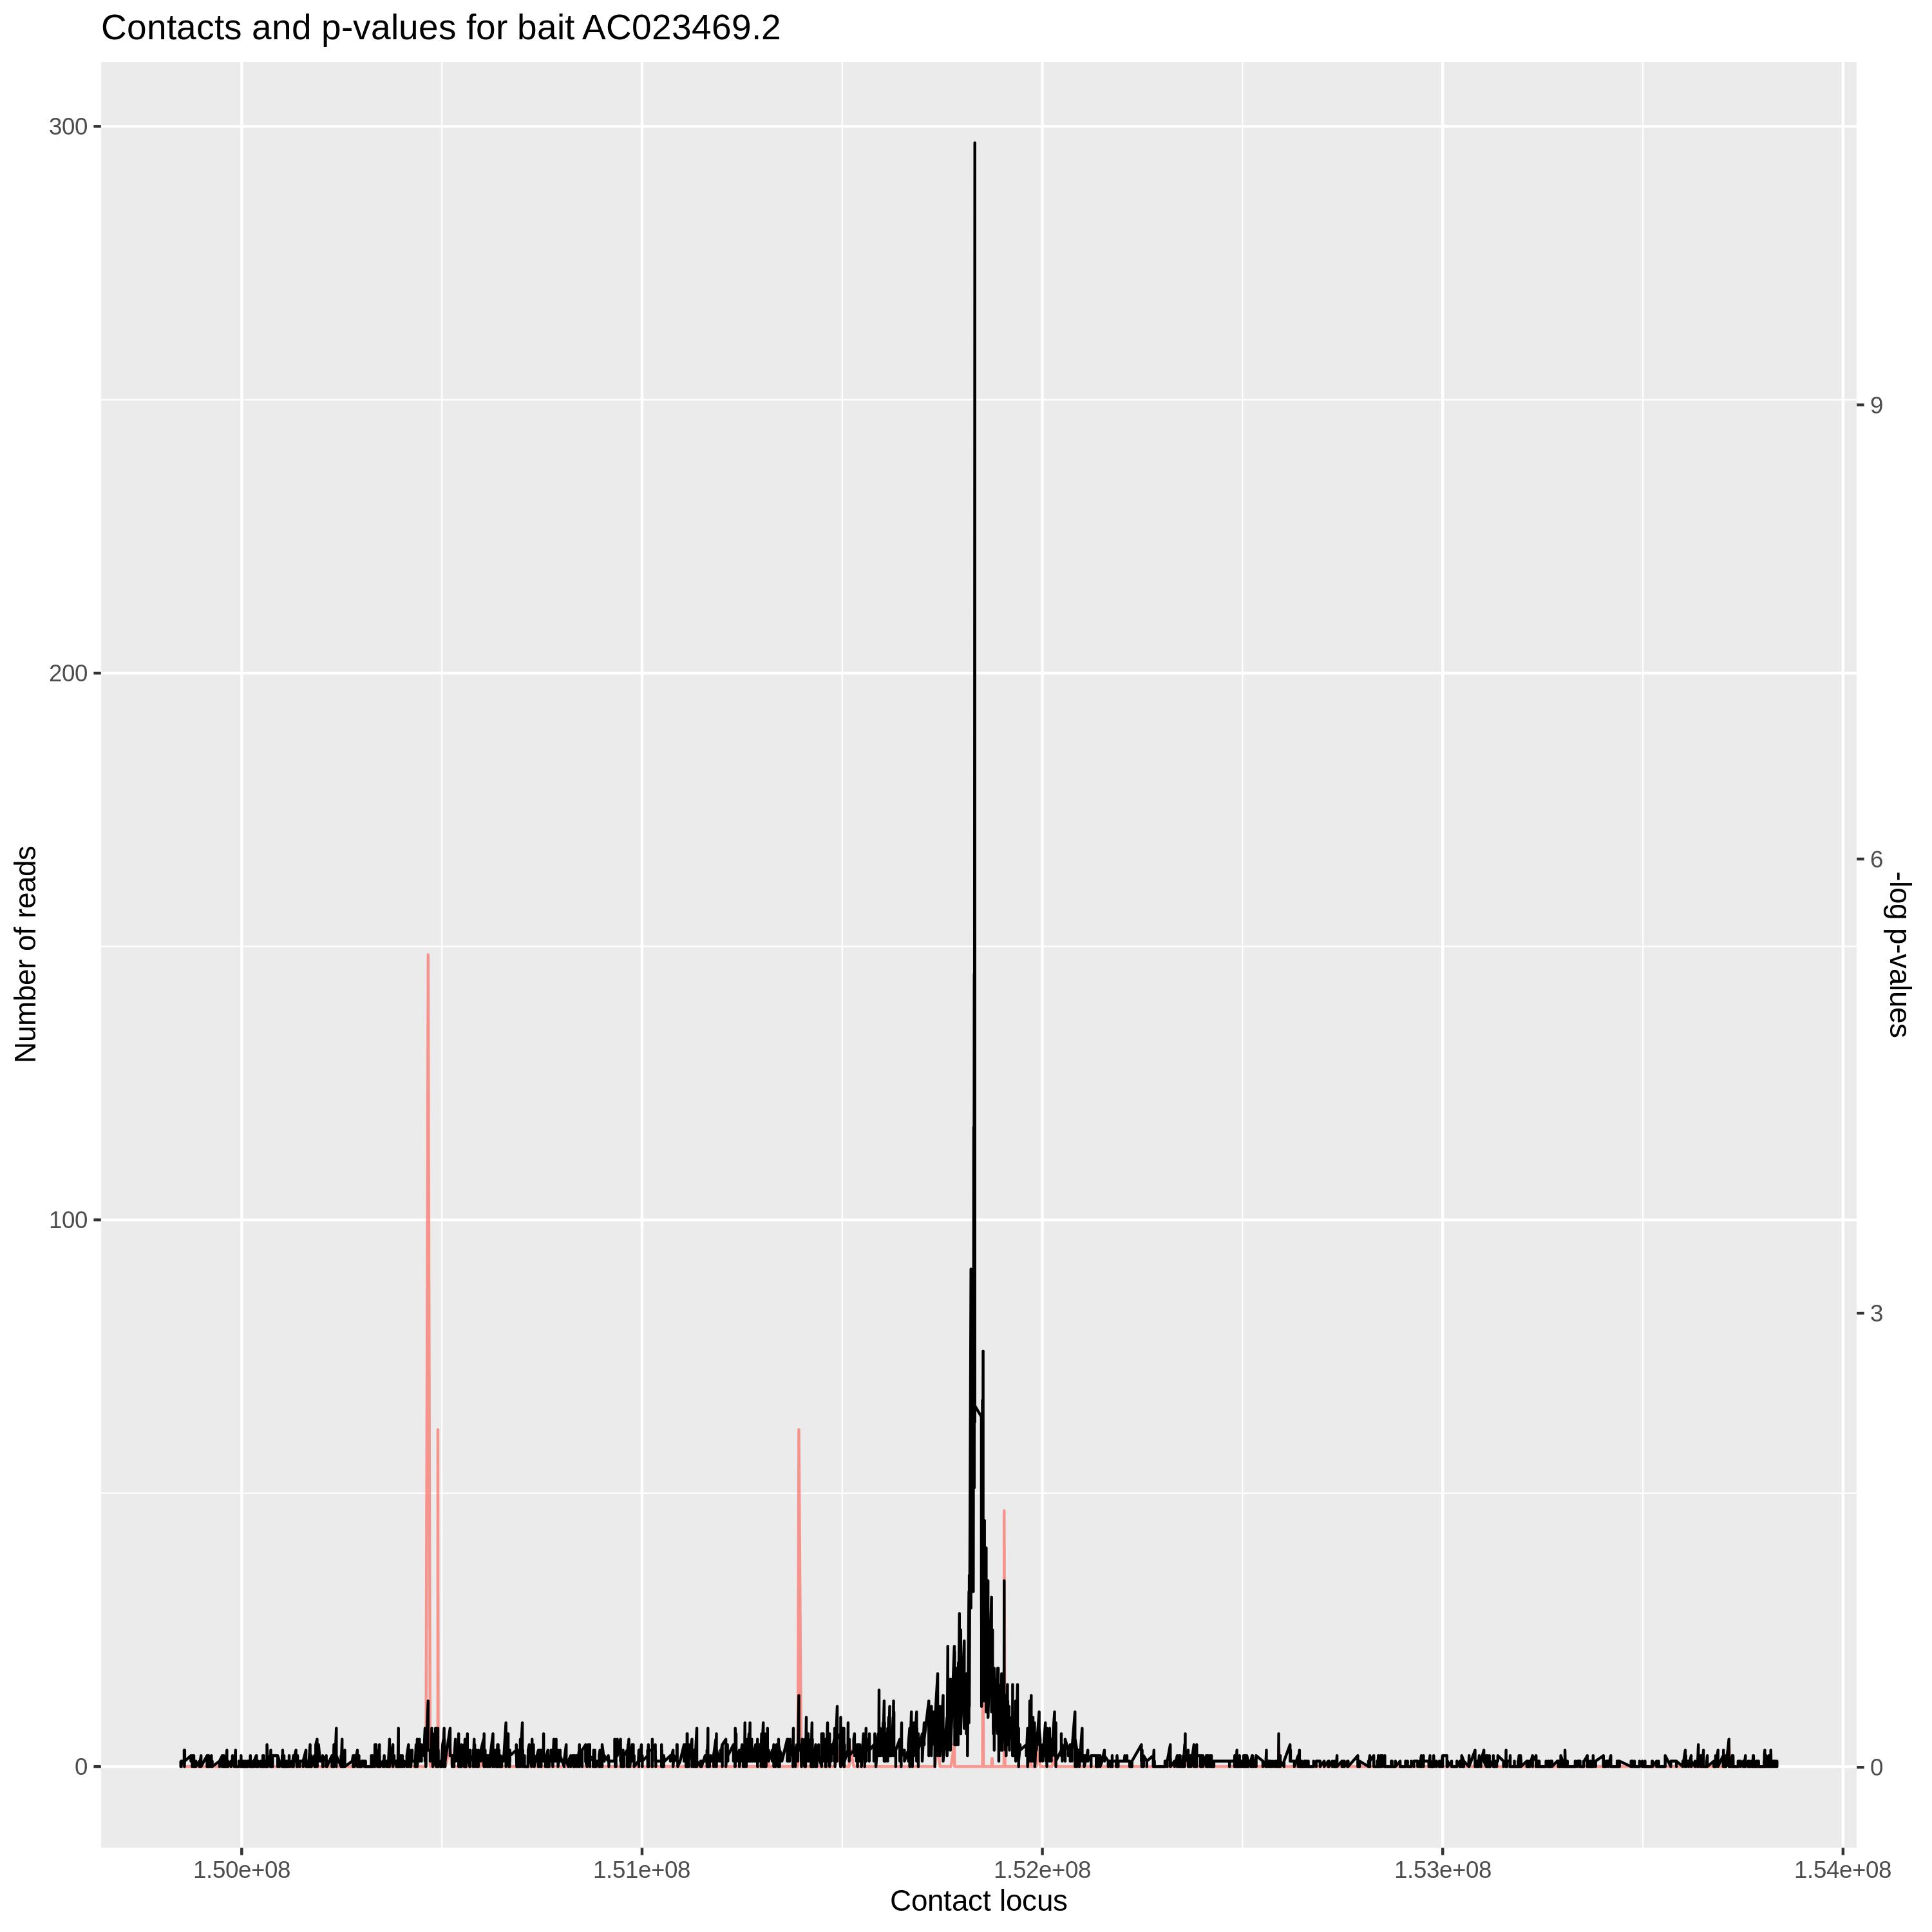 Contacts and p-values for bait AC023469.2
300
200
100
0
Number of reads
9
6
3
0
-log p-values
1.50e+08
1.51e+08
1.52e+08
1.53e+08
1.54e+08
Contact locus